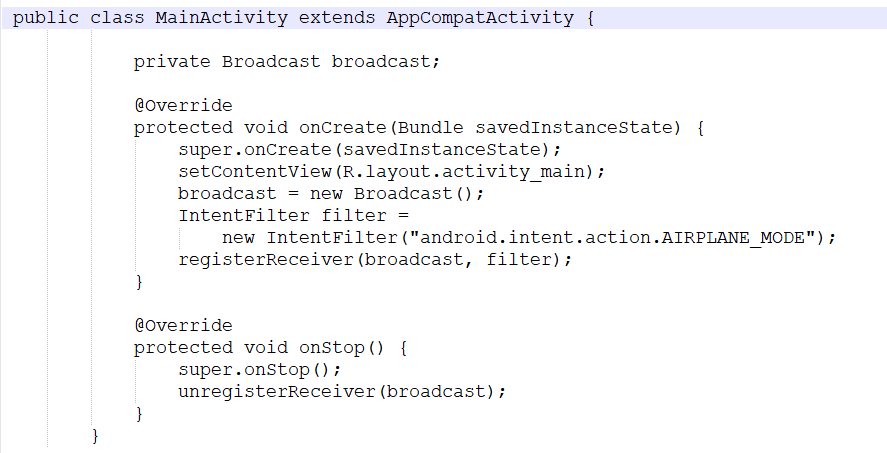 public class MainActivity extends AppCompatActivity {
private Broadcast broadcast;
@Override
protected void onCreate(Bundle savedInstanceState) {
super.onCreate(savedInstanceState);
setContentView(R.layout.activity_main);
broadcast = new Broadcast();
IntentFilter filter =
new IntentFilter("android.intent.action.AIRPLANE_MODE");
registerReceiver(broadcast, filter);
}
@Override
protected void onStop() {
super.onStop();
unregisterReceiver(broadcast);
}
}